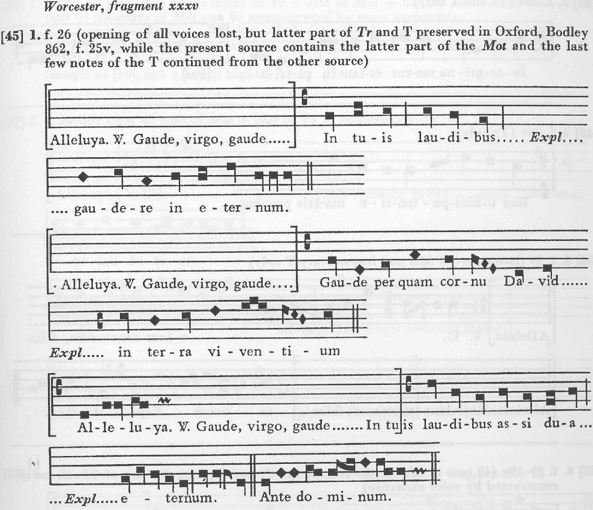 Worcester, fragment xxxv
[45] 1. f. 26 (opening of all voices lost, but latter part of Tr and T preserved in Oxford, Bodley
862, f. 25v, while the present source contains the latter part of the Mot and the last
few notes of the T continued from the other source)
Alleluya. V. Gaude, virgo, gaude..... In tu - is lau - di - bus..... Expl....
.... gau - de - re in e - ter - num.
. Alleluya. V. Gaude, virgo, gaude.... Gau - de per quam cor - nu Da - vid......
Expl..... in ter - ra vi - ven - ti - um
Al - le - lu - ya. V. Gaude, virgo, gaude....... In tuis lau - di - bus as - si du - a ...
...Expl.....e - ternum. Ante do - mi - num.